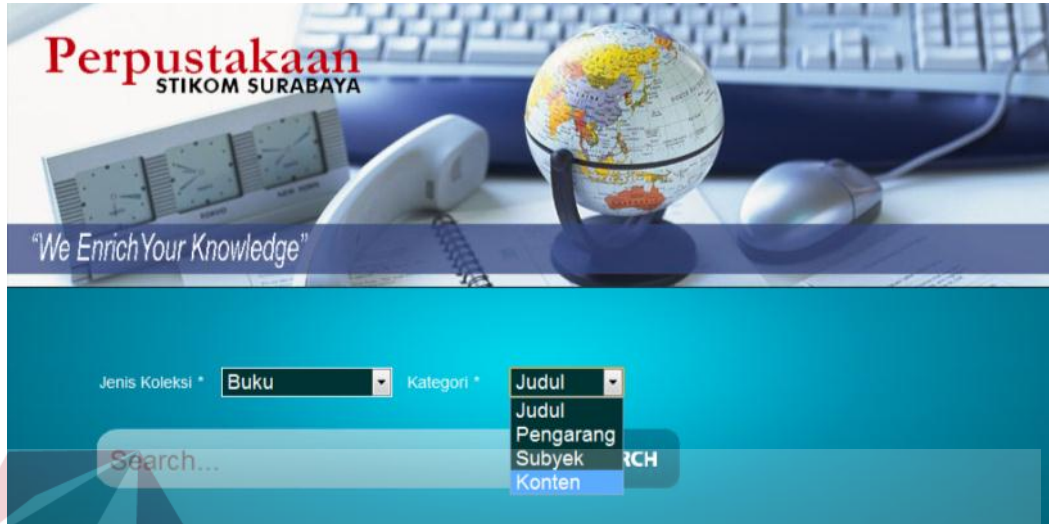 Perpustakaan
STIKOM SURABAYA
"We Enrich Your Knowledge"
Jenis Koleksi * Buku Kategori * Judul
Judul
Pengarang
Subyek
Konten
Search... RCH